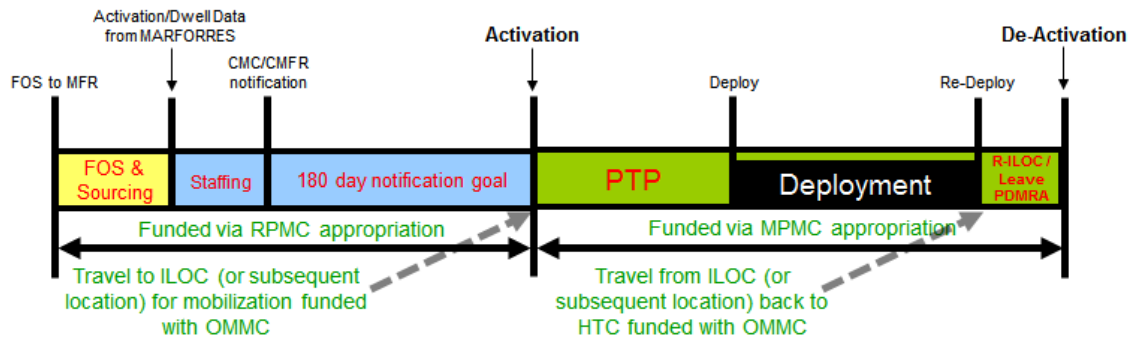 Activation/Dwell Data
from MARFORRES
Activation
De-Activation
CMC/CMFR
notification
FOS to MFR
Deploy
Re-Deploy
FOS &
Sourcing
Staffing
180 day notification goal
PTP
Deployment
R-ILOC /
Leave
PDMRA
Funded via RPMC appropriation
Funded via MPMC appropriation
Travel to ILOC (or subsequent
location) for mobilization funded
with OMMC
Travel from ILOC (or
subsequent location) back to
HTC funded with OMMC